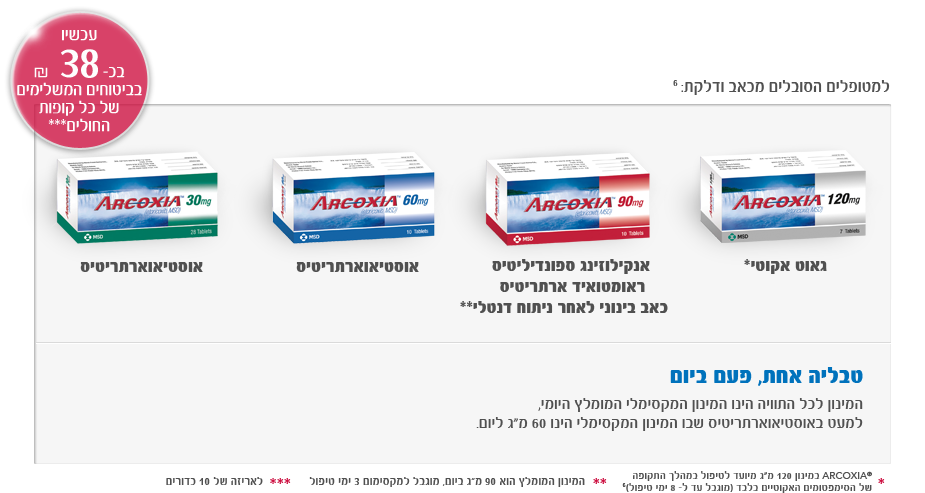 עכשיו
בכ- 38 ₪
בביטוחים המשלימים
של כל קופות
החולים***
למטופלים הסובלים מכאב ודלקת: 6
ARCOXIA™ 30mg
(etoricoxib, MSD)
MSD
28 Tablets
ARCOXIA™ 60mg
(etoricoxib, MSD)
MSD
10 Tablets
ARCOXIA™ 90mg
(etoricoxib, MSD)
MSD
10 Tablets
ARCOXIA™ 120mg
(etoricoxib, MSD)
MSD
7 Tablets
גאוט אקוטי*
אנקילוזינג ספונדיליטיס
ראומטואיד ארתריטיס
כאב בינוני לאחר ניתוח דנטלי**
אוסטיאוארתריטיס
אוסטיאוארתריטיס
טבליה אחת, פעם ביום
המינון לכל התוויה הינו המינון המקסימלי המומלץ היומי,
למעט באוסטיאוארתריטיס שבו המינון המקסימלי הינו 60 מ"ג ליום.
* ARCOXIA® במינון 120 מ"ג מיועד לטיפול במהלך התקופה
של הסימפטומים האקוטיים בלבד (מוגבל עד ל- 8 ימי טיפול)6
** המינון המומלץ הוא 90 מ"ג ביום, מוגבל למקסימום 3 ימי טיפול
*** לאריזה של 10 כדורים